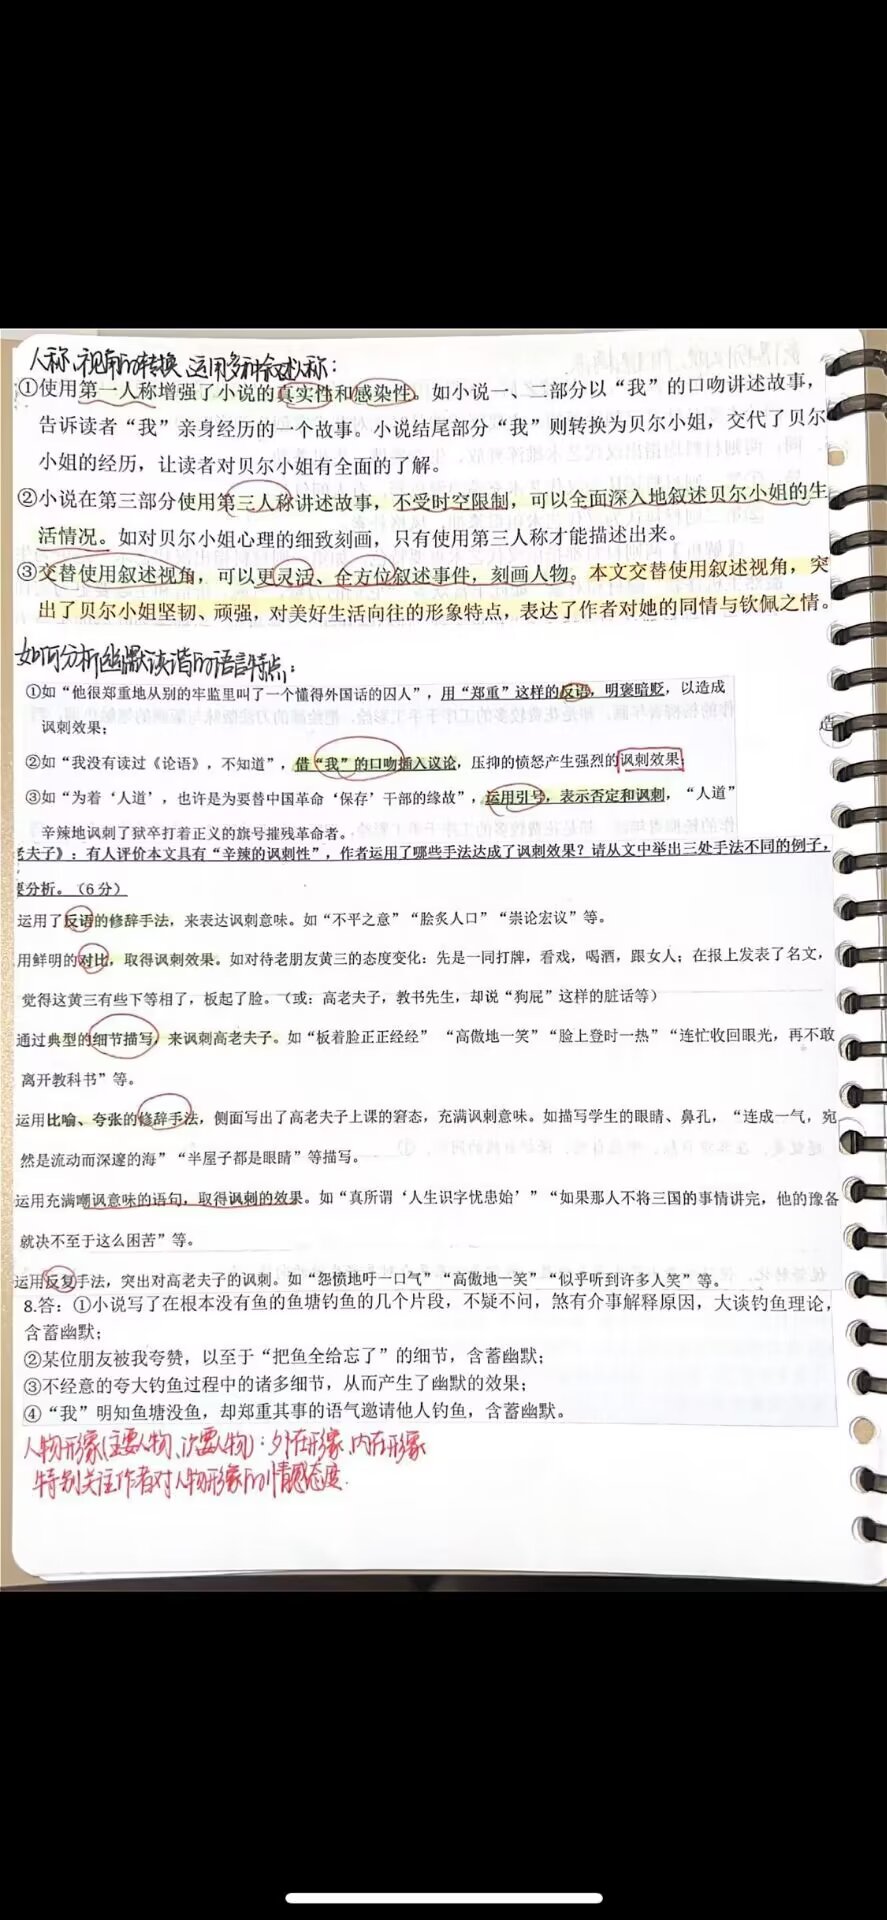 人称、视角的转换、运用多种叙述人称：
①使用第一人称增强了小说的真实性和感染性。如小说一、二部分以“我”的口吻讲述故事，
告诉读者“我”亲身经历的一个故事。小说结尾部分“我”则转换为贝尔小姐，交代了贝尔
小姐的经历，让读者对贝尔小姐有全面的了解。
②小说在第三部分使用第三人称讲述故事，不受时空限制，可以全面深入地叙述贝尔小姐的生
活情况。如对贝尔小姐心理的细致刻画，只有使用第三人称才能描述出来。
③交替使用叙述视角，可以更灵活、全方位叙述事件，刻画人物。本文交替使用叙述视角，突
出了贝尔小姐坚韧、顽强，对美好生活向往的形象特点，表达了作者对她的同情与钦佩之情。
如何分析幽默诙谐的语言特点：
①如“他很郑重地从别的牢监里叫了一个懂得外国话的囚人”，用“郑重”这样的反语，明褒暗贬，以造成
讽刺效果；
造
②如“我没有读过《论语》，不知道”，借“我”的口吻插入议论，压抑的愤怒产生强烈的讽刺效果；
③如“为着‘人道’，也许是为要替中国革命‘保存’干部的缘故”，运用引号，表示否定和讽刺，“人道”
辛辣地讽刺了狱卒打着正义的旗号摧残革命者。
老夫子》：有人评价本文具有“辛辣的讽刺性”，作者运用了哪些手法达成了讽刺效果？请从文中举出三处手法不同的例子，
要分析。（6分）
运用了反语的修辞手法，来表达讽刺意味。如“不平之意”“脍炙人口”“崇论宏议”等。
用鲜明的对比，取得讽刺效果。如对待老朋友黄三的态度变化：先是一同打牌，看戏，喝酒，跟女人；在报上发表了名文，
觉得这黄三有些下等相了，板起了脸。（或：高老夫子，教书先生，却说“狗屁”这样的脏话等）
通过典型的细节描写，来讽刺高老夫子。如“板着脸正正经经” “高傲地一笑”“脸上登时一热”“连忙收回眼光，再不敢
离开教科书”等。
运用比喻、夸张的修辞手法，侧面写出了高老夫子上课的窘态，充满讽刺意味。如描写学生的眼睛、鼻孔，“连成一气，宛
然是流动而深邃的海”“半屋子都是眼睛”等描写。
运用充满嘲讽意味的语句，取得讽刺的效果。如“真所谓‘人生识字忧患始’”“如果那人不将三国的事情讲完，他的豫备
就决不至于这么困苦”等。
运用反复手法，突出对高老夫子的讽刺。如“怨愤地吁一口气”“高傲地一笑”“似乎听到许多人笑”等。
8.答：①小说写了在根本没有鱼的鱼塘钓鱼的几个片段，不疑不问，煞有介事解释原因，大谈钓鱼理论，
含蓄幽默；
②某位朋友被我夸赞，以至于“把鱼全给忘了”的细节，含蓄幽默；
③不经意的夸大钓鱼过程中的诸多细节，从而产生了幽默的效果；
④“我”明知鱼塘没鱼，却郑重其事的语气邀请他人钓鱼，含蓄幽默。
人物形象(主要人物、次要人物)：外在形象、内在形象
特别关注作者对人物形象的情感态度.